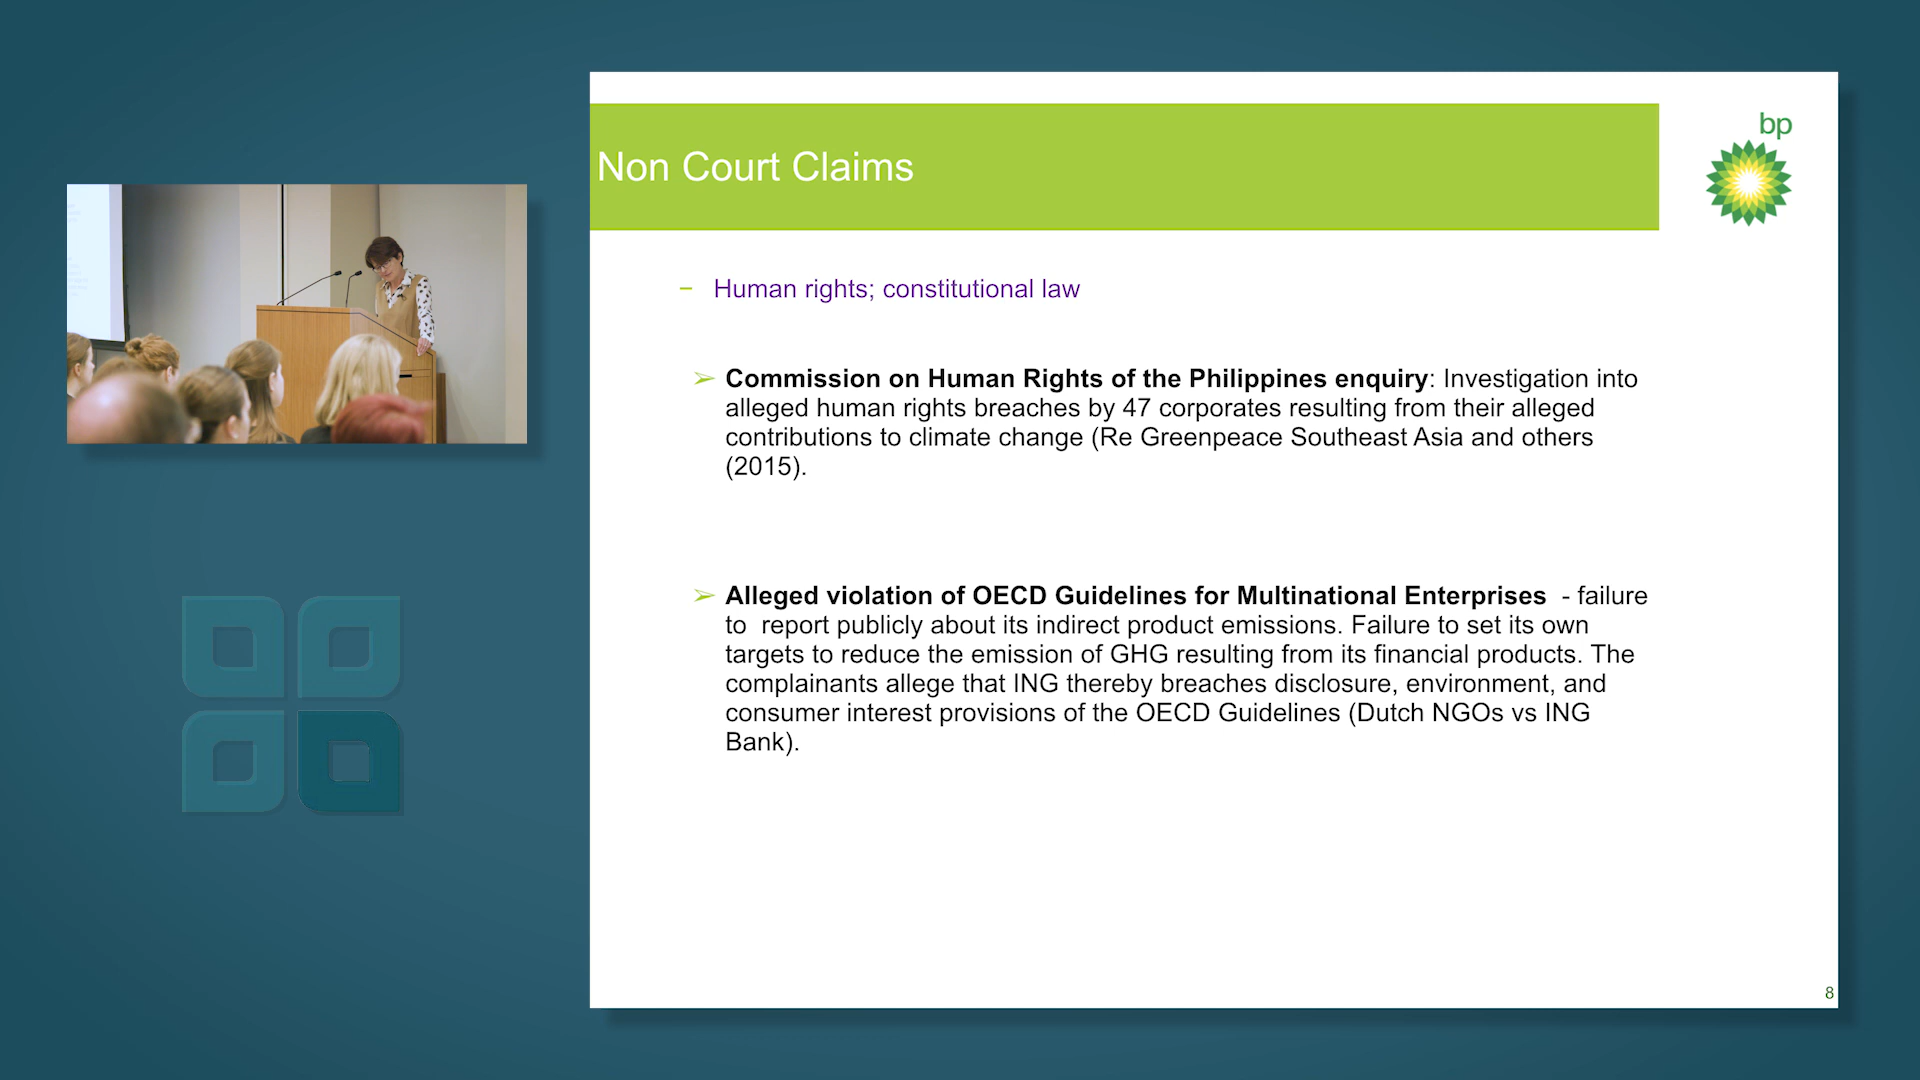 bp
Non Court Claims
– Human rights; constitutional law
➢ Commission on Human Rights of the Philippines enquiry: Investigation into
alleged human rights breaches by 47 corporates resulting from their alleged
contributions to climate change (Re Greenpeace Southeast Asia and others
(2015).
➢ Alleged violation of OECD Guidelines for Multinational Enterprises  - failure
to  report publicly about its indirect product emissions. Failure to set its own
targets to reduce the emission of GHG resulting from its financial products. The
complainants allege that ING thereby breaches disclosure, environment, and
consumer interest provisions of the OECD Guidelines (Dutch NGOs vs ING
Bank).
8